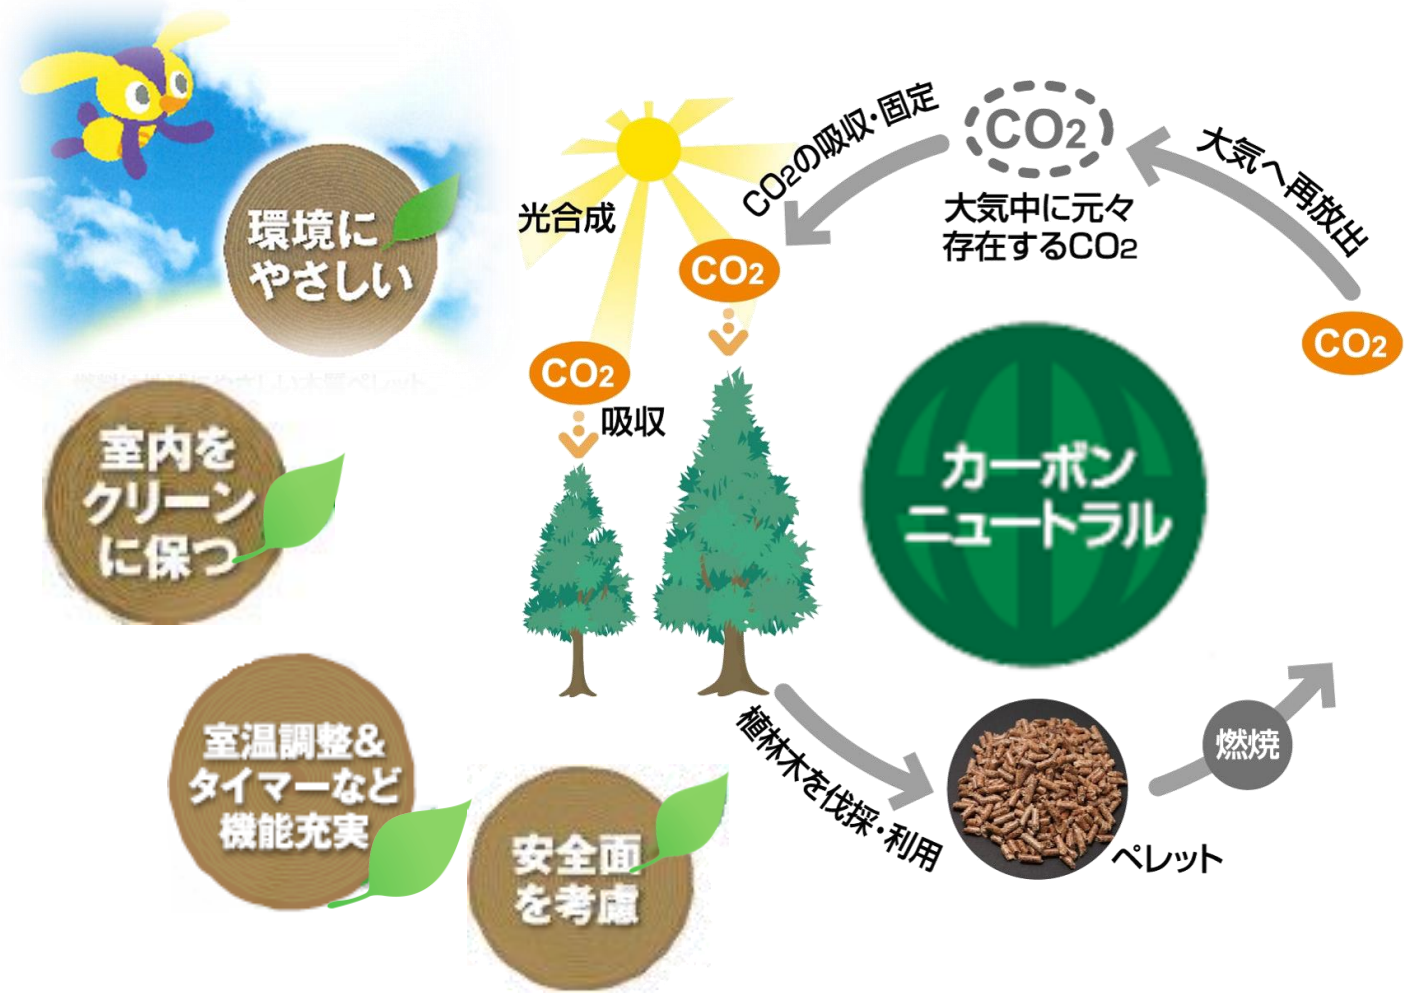 環境に
やさしい
室内を
クリーン
に保つ
室温調整&
タイマーなど
機能充実
安全面
を考慮
光合成
CO2の吸収・固定
CO2
大気中に元々
存在するCO2
大気へ再放出
CO2
CO2
CO2
吸収
カーボン
ニュートラル
植林木を伐採・利用
ペレット
燃焼